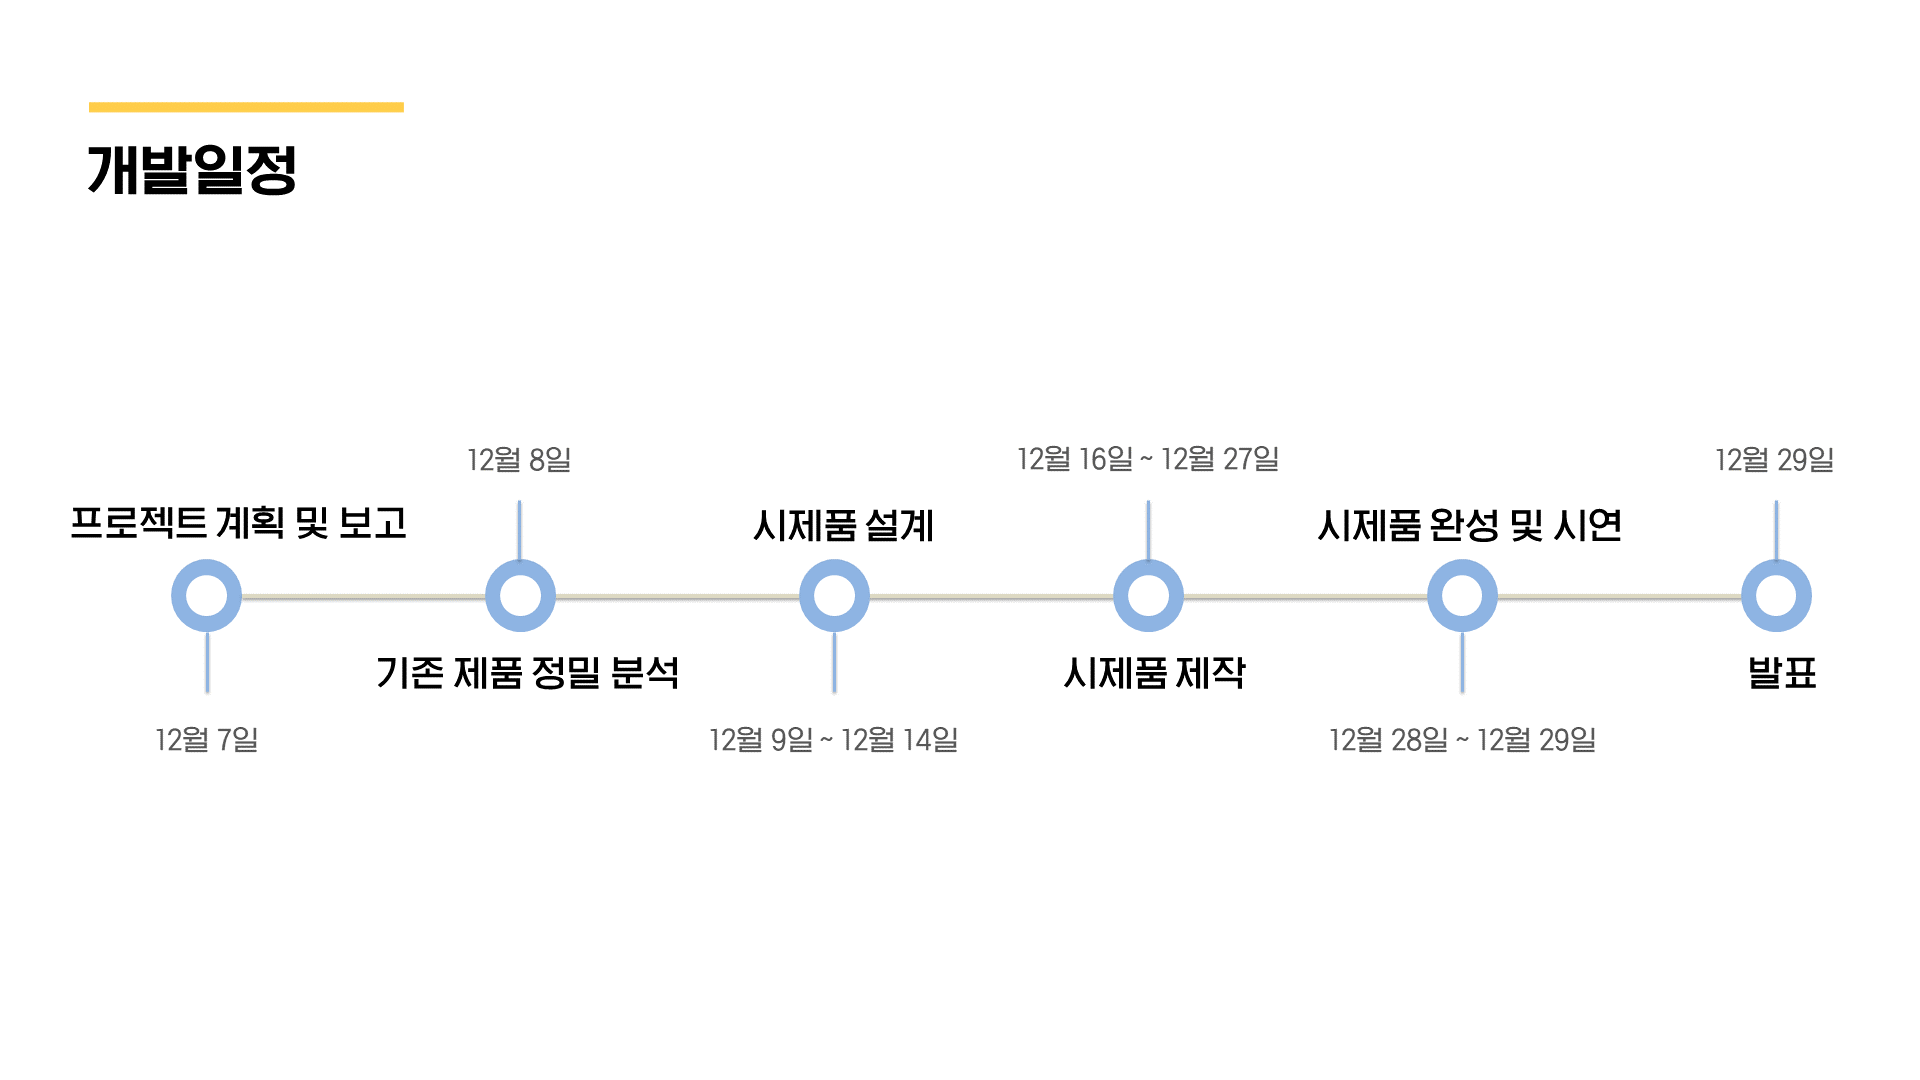 개발일정
프로젝트 계획 및 보고
12월 7일
12월 8일
기존 제품 정밀 분석
시제품 설계
12월 9일 ~ 12월 14일
12월 16일 ~ 12월 27일
시제품 제작
시제품 완성 및 시연
12월 28일 ~ 12월 29일
12월 29일
발표